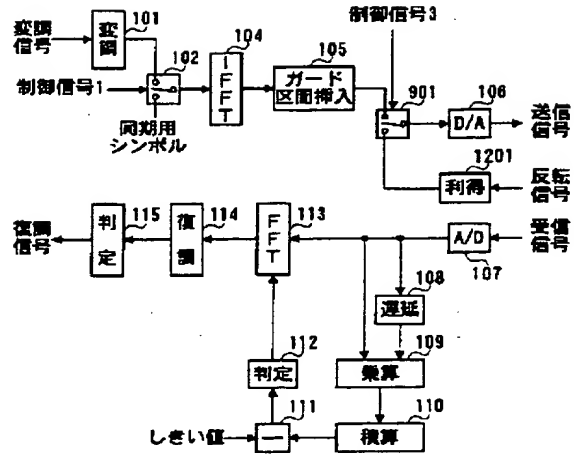 変調
信号
変
調
101
制御信号1
102
同期用
シンボル
104
IFFT
105
ガード
区間挿入
制御信号3
901
106
D/A
送信
信号
1201
利得
反転
信号
復調
信号
判
定
115
復
調
114
FFT
113
A/D
107
受信
信号
108
遅延
109
乗算
110
積算
111
－
112
判定
しきい値